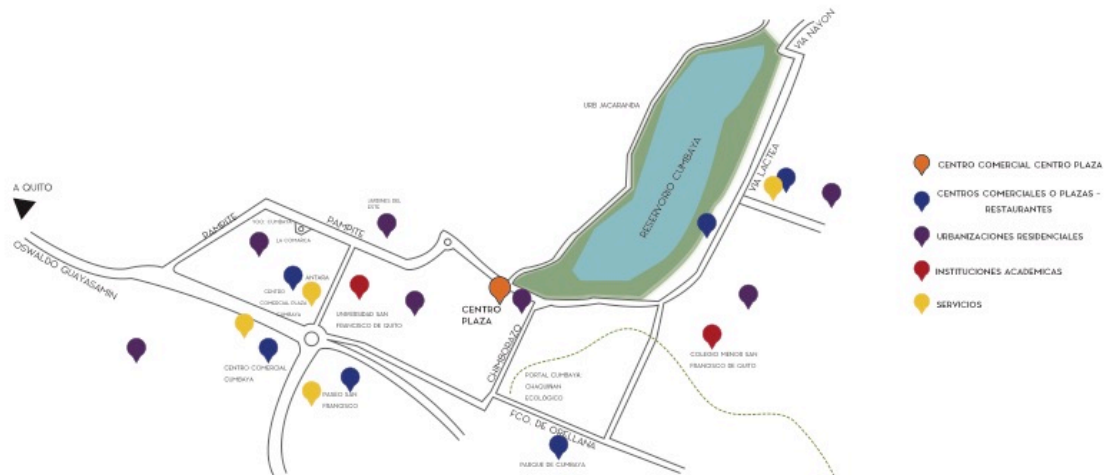 VIA NAYON
URB JACARANDA
RESERVORIO CUMBAYA
VIA LACTEA
A QUITO
OSWALDO GUAYASAMIN
PAMPITE
PAMPITE
JARDINES DEL
ESTE
CUMBAYA
LA COMARCA
ANTARA
CENTRO
COMERCIAL PLAZA
CUMBAYA
UNIVERSIDAD SAN
FRANCISCO DE QUITO
CENTRO
PLAZA
CHIMBORAZO
CENTRO COMERCIAL
CUMBAYA
PASEO SAN
FRANCISCO
PORTAL CUMBAYA:
CHAQUIÑAN
ECOLÓGICO
FCO. DE ORELLANA
PARQUE DE CUMBAYA
COLEGIO MENOR SAN
FRANCISCO DE QUITO
CENTRO COMERCIAL CENTRO PLAZA
CENTROS COMERCIALES O PLAZAS -
RESTAURANTES
URBANIZACIONES RESIDENCIALES
INSTITUCIONES ACADEMICAS
SERVICIOS